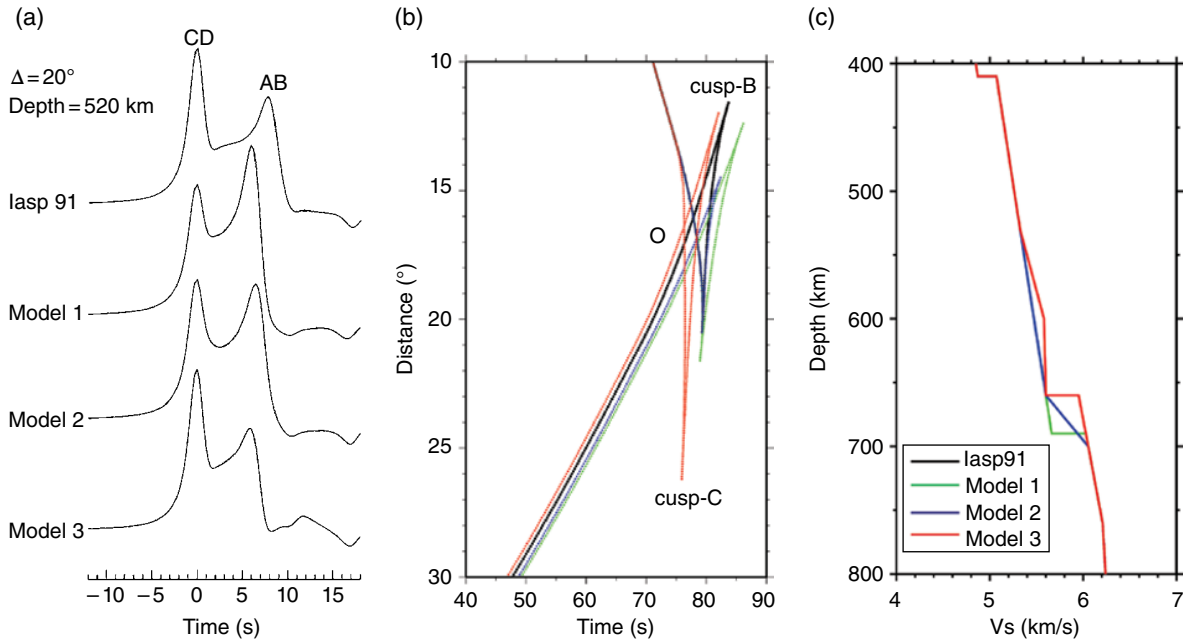 (a)
CD
AB
Δ = 20°
Depth = 520 km
Iasp 91
Model 1
Model 2
Model 3
−10 −5 0 5 10 15
Time (s)
(b)
10
15
20
25
30
Distance (°)
cusp-B
O
cusp-C
40 50 60 70 80 90
Time (s)
(c)
400
500
600
700
800
Depth (km)
Iasp91
Model 1
Model 2
Model 3
4 5 6 7
Vs (km/s)